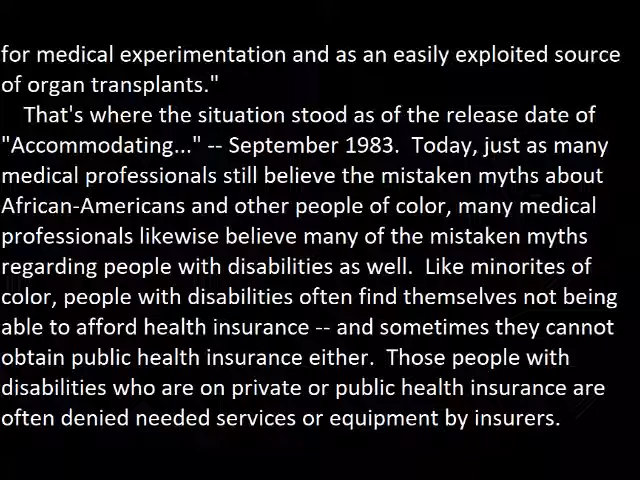 for medical experimentation and as an easily exploited source
of organ transplants."
That's where the situation stood as of the release date of
"Accommodating..." -- September 1983.  Today, just as many
medical professionals still believe the mistaken myths about
African-Americans and other people of color, many medical
professionals likewise believe many of the mistaken myths
regarding people with disabilities as well.  Like minorites of
color, people with disabilities often find themselves not being
able to afford health insurance -- and sometimes they cannot
obtain public health insurance either.  Those people with
disabilities who are on private or public health insurance are
often denied needed services or equipment by insurers.